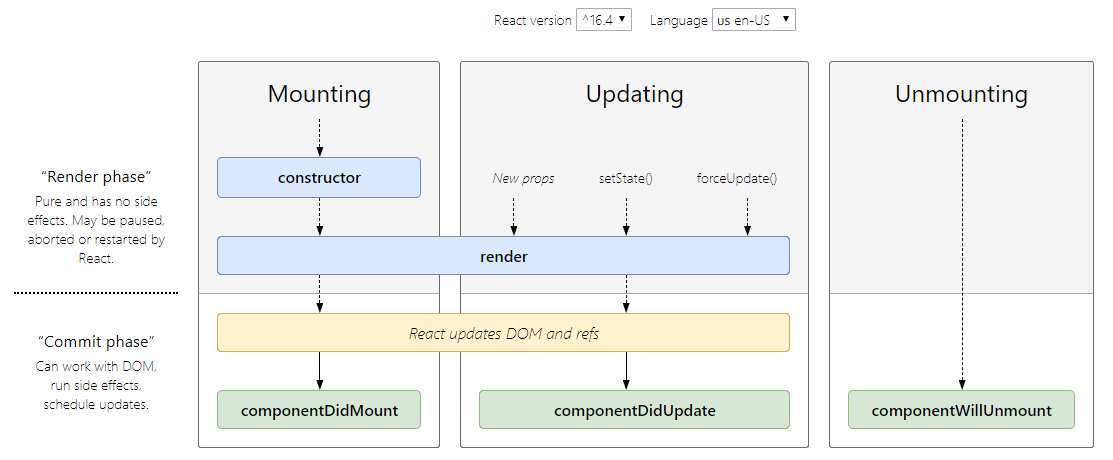 React version ^16.4 Language us en-US
Mounting
Updating
Unmounting
“Render phase”
Pure and has no side
effects. May be paused,
aborted or restarted by
React.
constructor
New props
setState()
forceUpdate()
render
“Commit phase”
Can work with DOM,
run side effects,
schedule updates.
React updates DOM and refs
componentDidMount
componentDidUpdate
componentWillUnmount